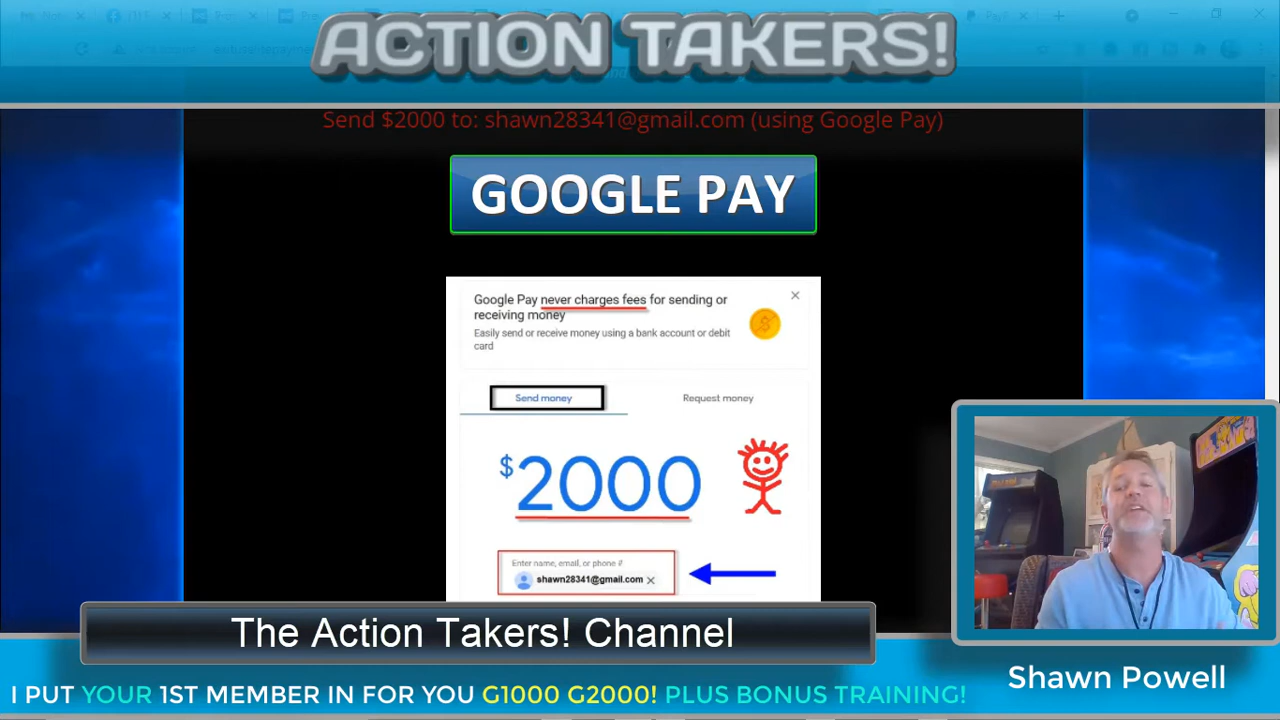 ACTION TAKERS!
Send $2000 to: shawn28341@gmail.com (using Google Pay)
GOOGLE PAY
Google Pay never charges fees for sending or
receiving money
Easily send or receive money using a bank account or debit
card
Send money
Request money
$2000
Enter name, email, or phone #
shawn28341@gmail.com
The Action Takers! Channel
Shawn Powell
I PUT YOUR 1ST MEMBER IN FOR YOU G1000 G2000! PLUS BONUS TRAINING!